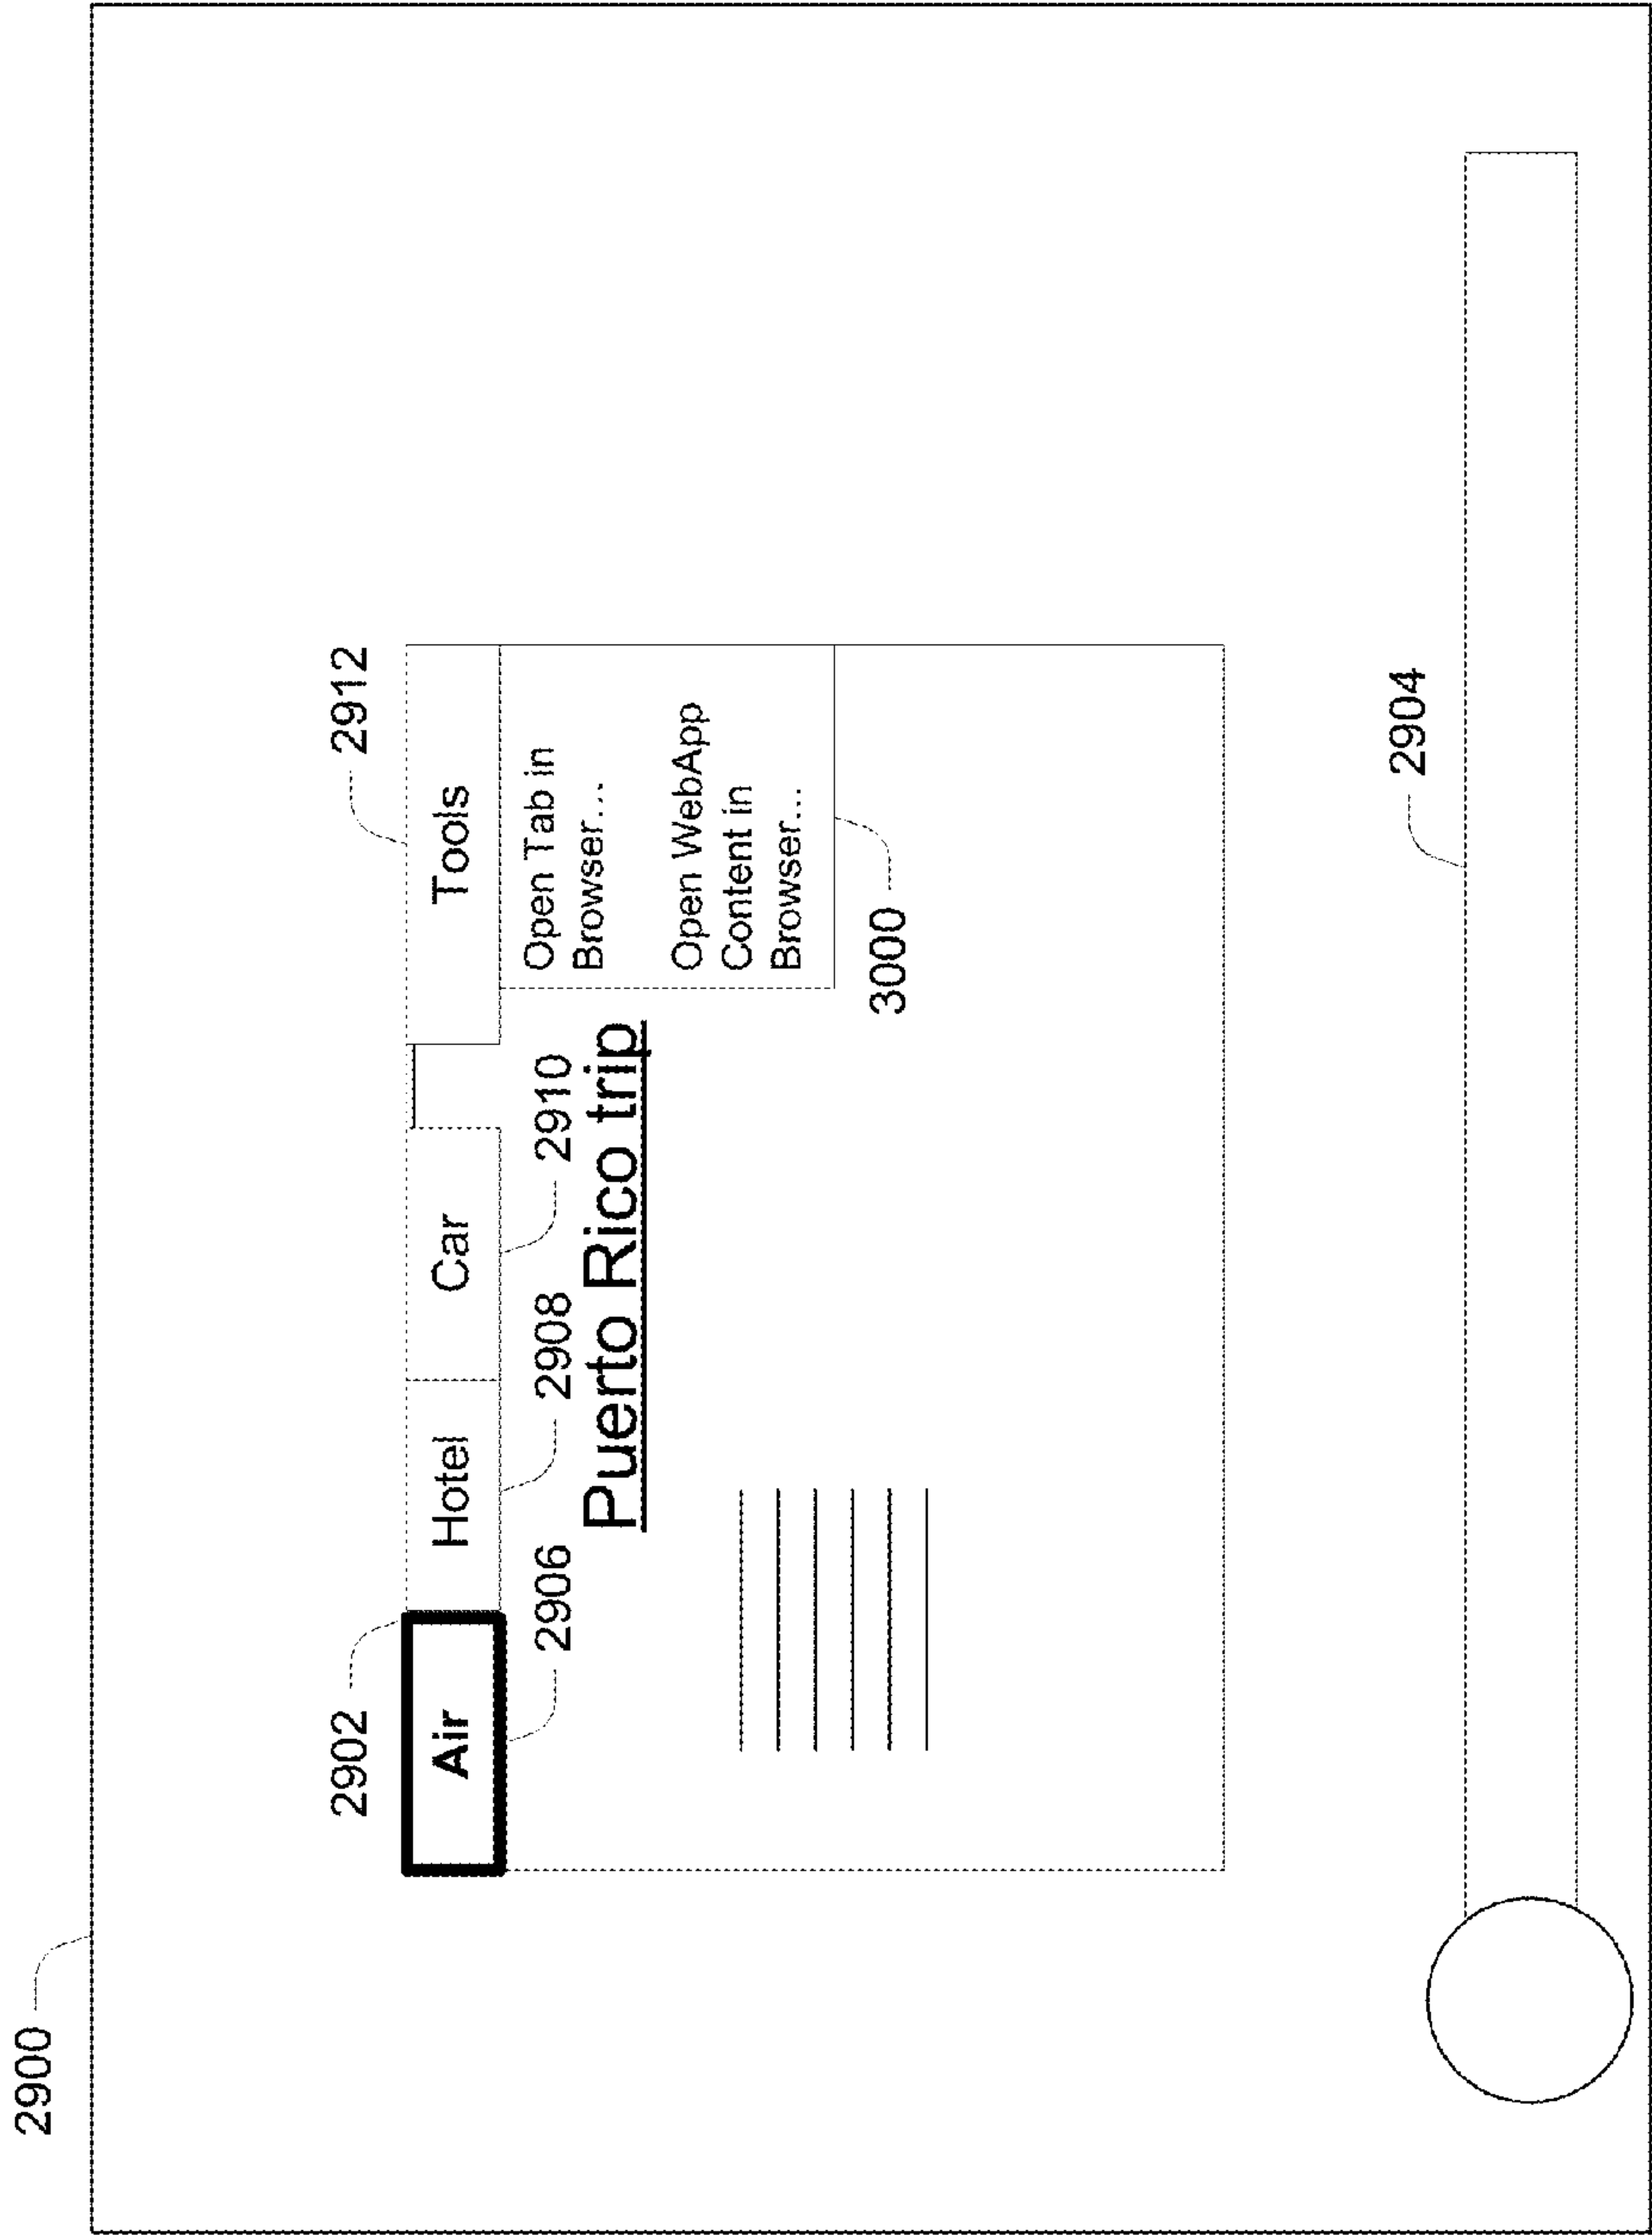 2900
2902
2912
Air
Hotel
Car
Tools
2906
2908
2910
Open Tab in
Browser...
Puerto Rico trip
Open WebApp
Content in
Browser...
3000
2904